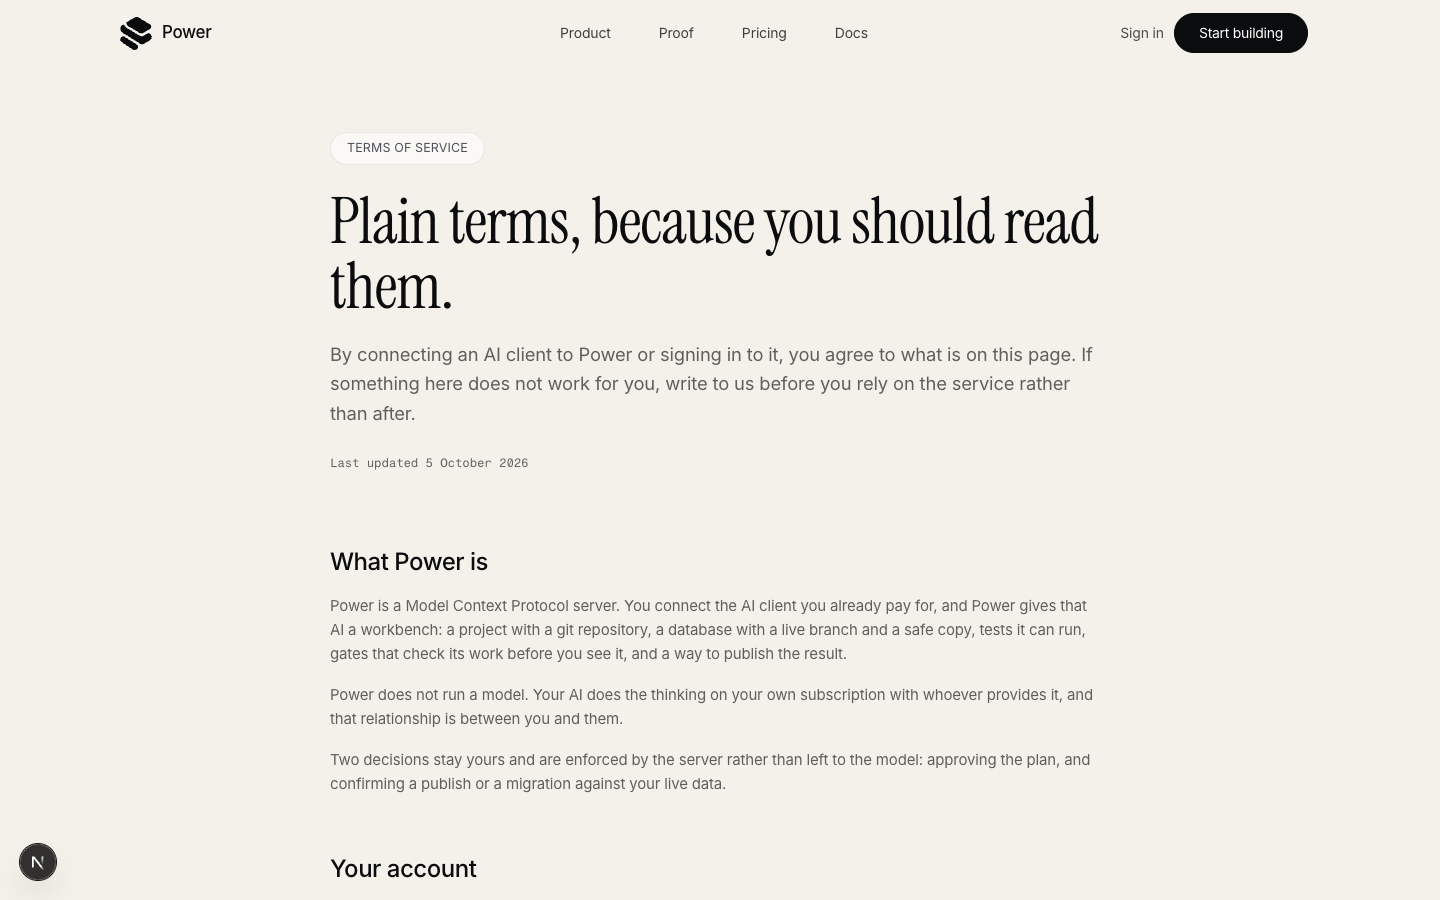 Power
Product
Proof
Pricing
Docs
Sign in
Start building
TERMS OF SERVICE
Plain terms, because you should read
them.
By connecting an AI client to Power or signing in to it, you agree to what is on this page. If
something here does not work for you, write to us before you rely on the service rather
than after.
Last updated 5 October 2026
What Power is
Power is a Model Context Protocol server. You connect the AI client you already pay for, and Power gives that
AI a workbench: a project with a git repository, a database with a live branch and a safe copy, tests it can run,
gates that check its work before you see it, and a way to publish the result.
Power does not run a model. Your AI does the thinking on your own subscription with whoever provides it, and
that relationship is between you and them.
Two decisions stay yours and are enforced by the server rather than left to the model: approving the plan, and
confirming a publish or a migration against your live data.
Your account
N